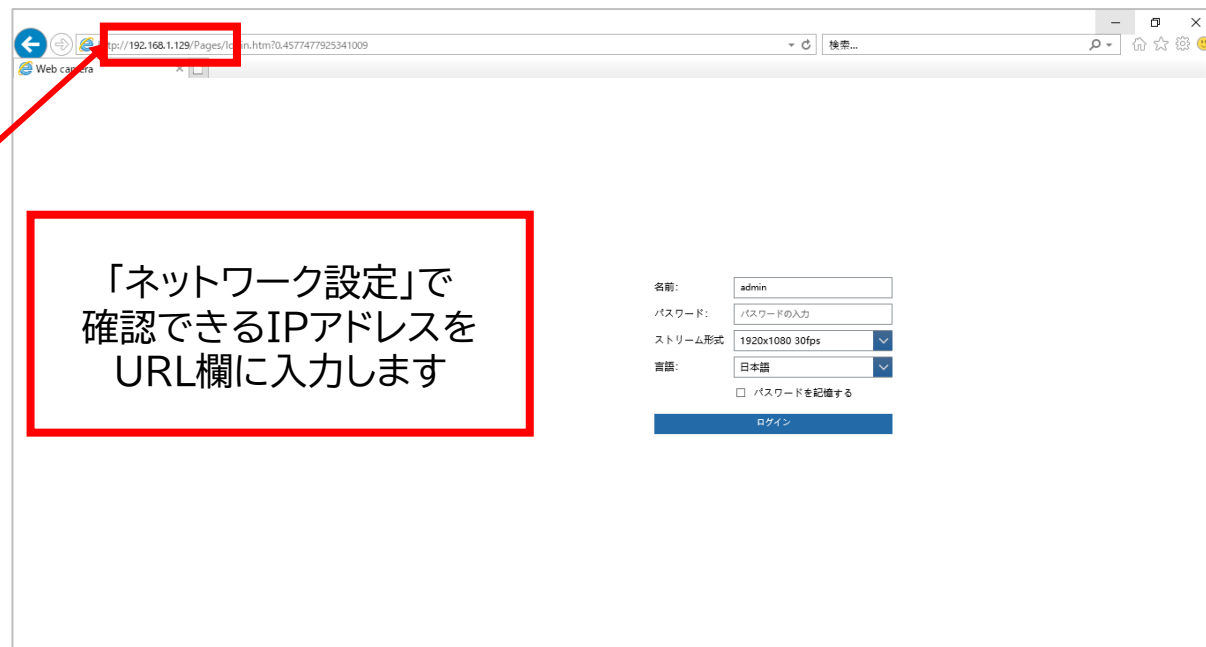 tp://192.168.1.129/Pages/login.htm?0.4577477925341009
検索...
Web camera
「ネットワーク設定」で
確認できるIPアドレスを
URL欄に入力します
名前: admin
パスワード: パスワードの入力
ストリーム形式 1920x1080 30fps
言語: 日本語
パスワードを記憶する
ログイン